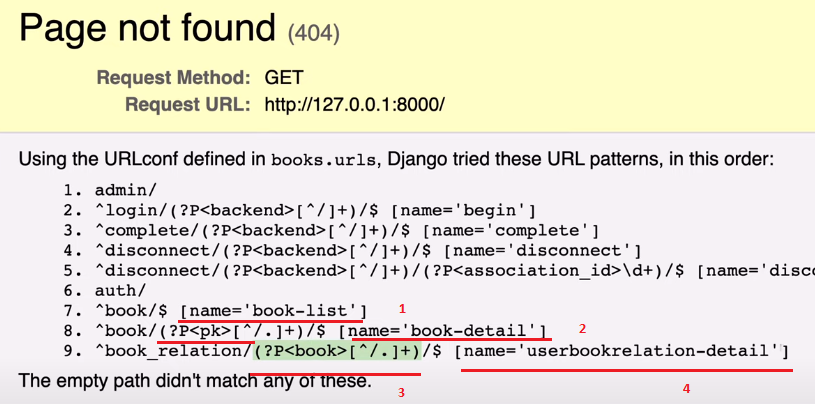 Page not found (404)
Request Method: GET
Request URL: http://127.0.0.1:8000/
Using the URLconf defined in books.urls, Django tried these URL patterns, in this order:
1. admin/
2. ^login/(?P<backend>[^/]+)/$ [name='begin']
3. ^complete/(?P<backend>[^/]+)/$ [name='complete']
4. ^disconnect/(?P<backend>[^/]+)/$ [name='disconnect']
5. ^disconnect/(?P<backend>[^/]+)/(?P<association_id>\d+)/$ [name='disco
6. auth/
7. ^book/$ [name='book-list'] 1
8. ^book/(?P<pk>[^/.]+)/$ [name='book-detail'] 2
9. ^book_relation/(?P<book>[^/.]+)/$ [name='userbookrelation-detail']
The empty path didn't match any of these.
3
4